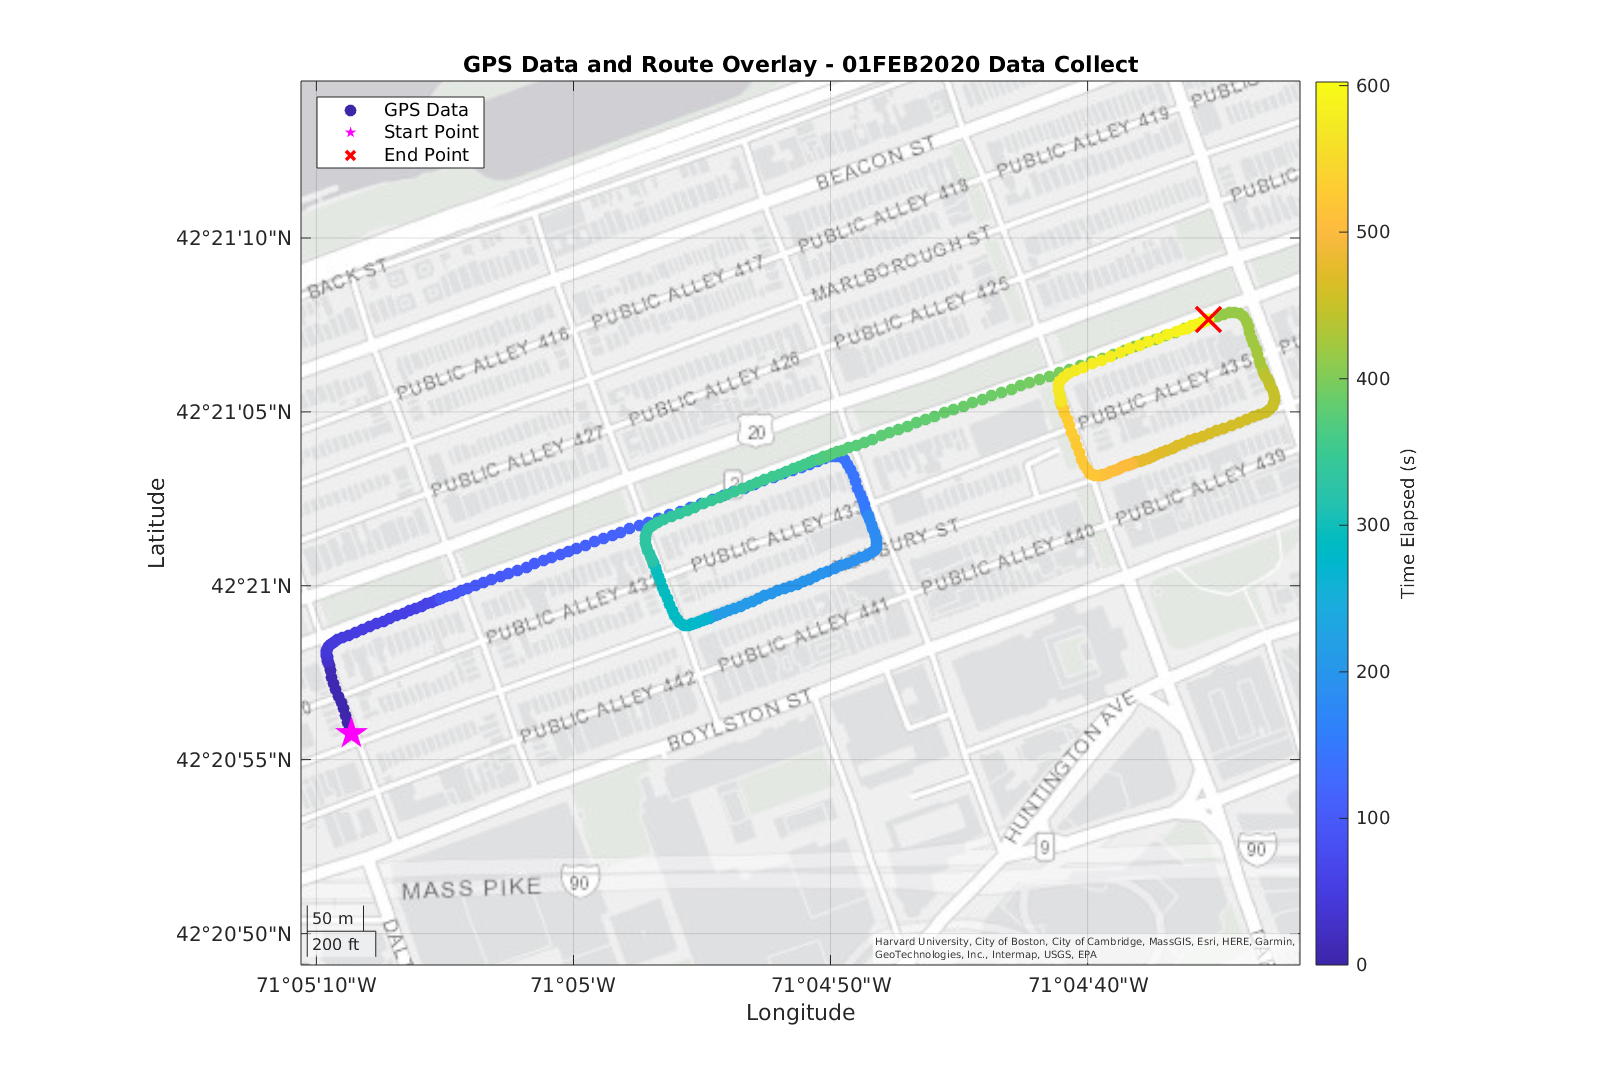 GPS Data and Route Overlay - 01FEB2020 Data Collect
GPS Data
Start Point
End Point
600
500
400
300
200
100
0
Time Elapsed (s)
Latitude
42°21'10"N
42°21'05"N
42°21'N
42°20'55"N
42°20'50"N
71°05'10"W
71°05'W
71°04'50"W
71°04'40"W
Longitude
PUBLIC
PUBLIC ALLEY 419
BEACON ST
PUBLIC
PUBLIC ALLEY 418
MARLBOROUGH ST
BACK ST
PUBLIC ALLEY 417
PUBLIC ALLEY 425
PUBLIC ALLEY 416
PUBLIC ALLEY 426
PUBLIC ALLEY 435
PUBLIC ALLEY 427
20
2
PUBLIC ALLEY 439
PUBLIC ALLEY 433
BURY ST
PUBLIC ALLEY 440
PUBLIC ALLEY 437
PUBLIC ALLEY 441
PUBLIC ALLEY 442
BOYLSTON ST
HUNTINGTON AVE
9
90
MASS PIKE
90
DALT
50 m
200 ft
Harvard University, City of Boston, City of Cambridge, MassGIS, Esri, HERE, Garmin,
GeoTechnologies, Inc., Intermap, USGS, EPA